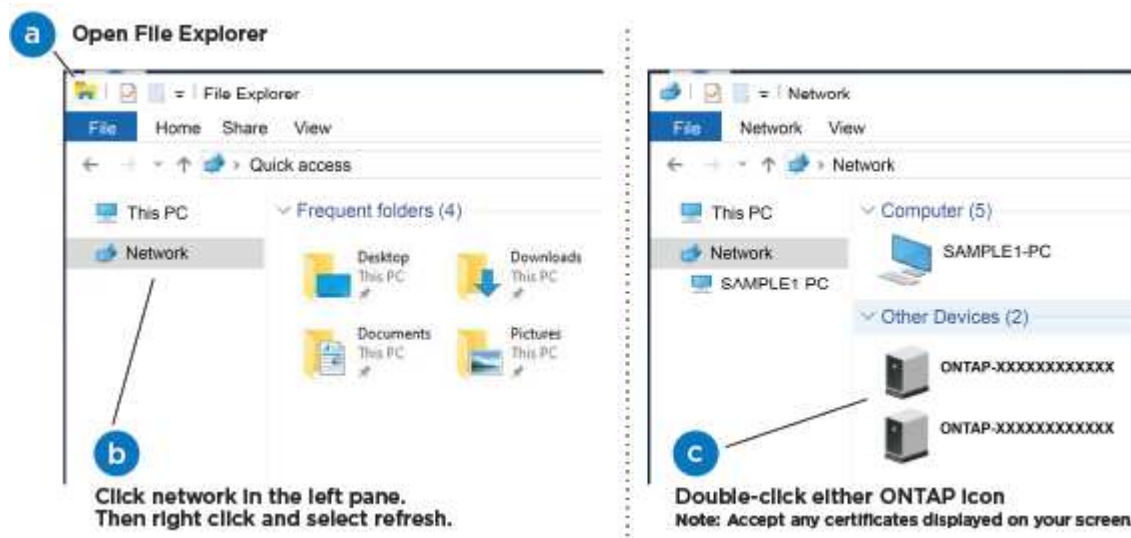 a Open File Explorer
File Explorer
File Home Share View
Quick access
This PC
Network
Frequent folders (4)
Desktop
This PC
Downloads
This PC
Documents
This PC
Pictures
This PC
b
Click network in the left pane.
Then right click and select refresh.
Network
File Network View
Network
This PC
Network
SAMPLE1 PC
Computer (5)
SAMPLE1-PC
Other Devices (2)
ONTAP-XXXXXXXXXXXX
ONTAP-XXXXXXXXXXXX
c
Double-click either ONTAP icon
Note: Accept any certificates displayed on your screen